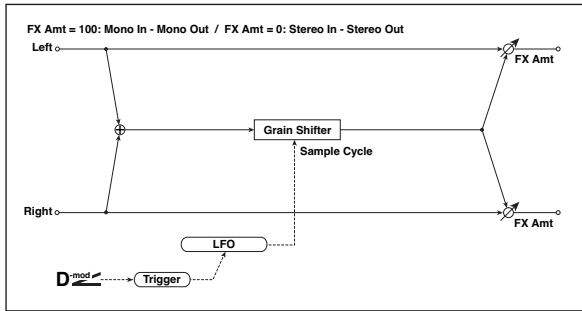 FX Amt = 100: Mono In - Mono Out / FX Amt = 0: Stereo In - Stereo Out
Left
FX Amt
Grain Shifter
Sample Cycle
Right
FX Amt
LFO
D-mod
Trigger